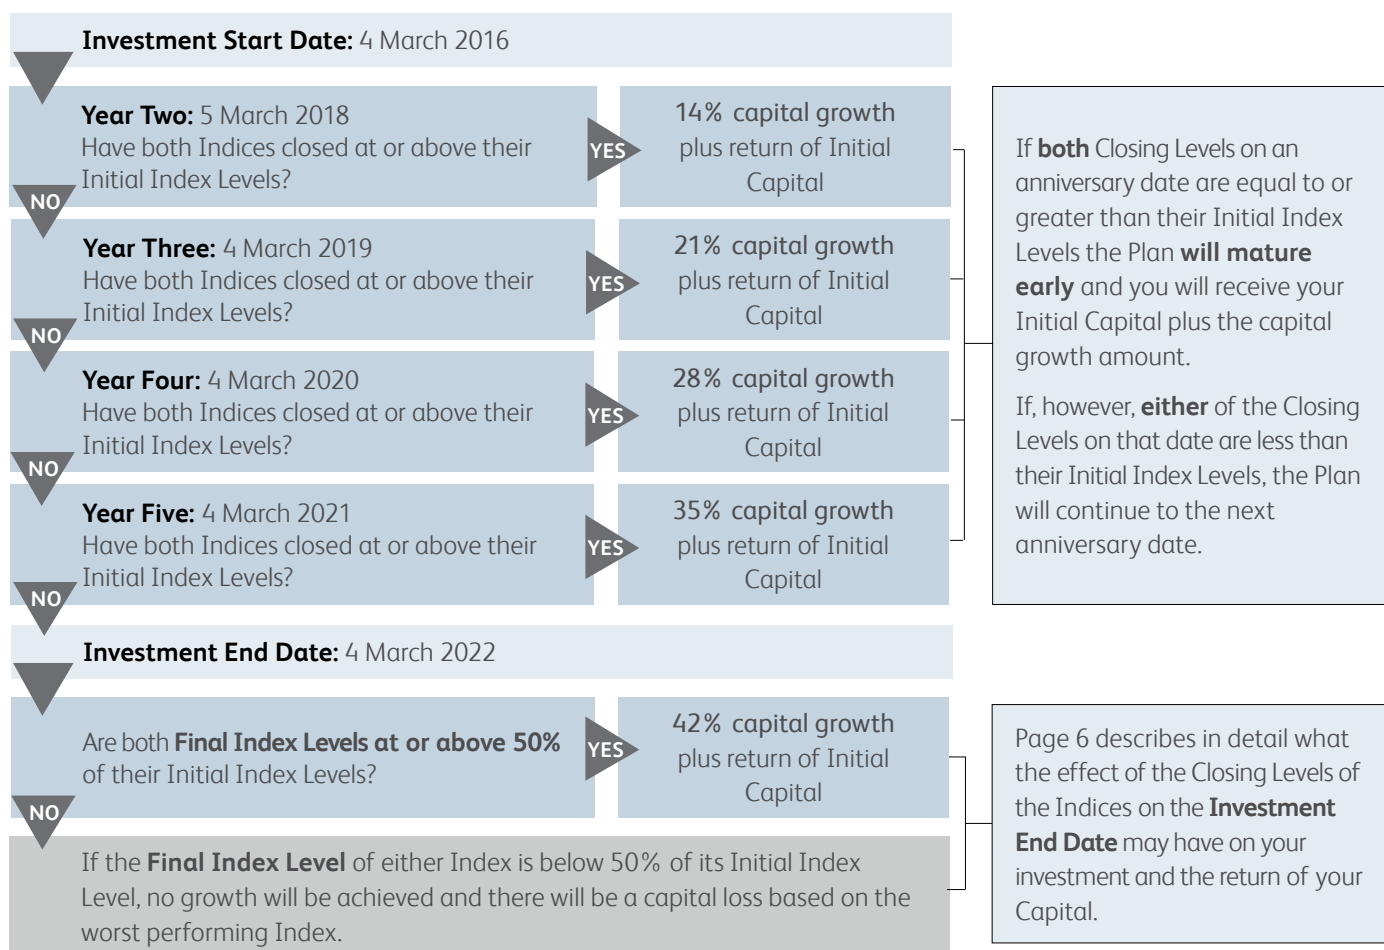 Investment Start Date: 4 March 2016
Year Two: 5 March 2018
Have both Indices closed at or above their
Initial Index Levels?
YES
14% capital growth
plus return of Initial
Capital
NO
Year Three: 4 March 2019
Have both Indices closed at or above their
Initial Index Levels?
YES
21% capital growth
plus return of Initial
Capital
NO
Year Four: 4 March 2020
Have both Indices closed at or above their
Initial Index Levels?
YES
28% capital growth
plus return of Initial
Capital
NO
Year Five: 4 March 2021
Have both Indices closed at or above their
Initial Index Levels?
YES
35% capital growth
plus return of Initial
Capital
NO
If both Closing Levels on an
anniversary date are equal to or
greater than their Initial Index
Levels the Plan will mature
early and you will receive your
Initial Capital plus the capital
growth amount.
If, however, either of the Closing
Levels on that date are less than
their Initial Index Levels, the Plan
will continue to the next
anniversary date.
Investment End Date: 4 March 2022
Are both Final Index Levels at or above 50%
of their Initial Index Levels?
YES
42% capital growth
plus return of Initial
Capital
NO
If the Final Index Level of either Index is below 50% of its Initial Index
Level, no growth will be achieved and there will be a capital loss based on the
worst performing Index.
Page 6 describes in detail what
the effect of the Closing Levels of
the Indices on the Investment
End Date may have on your
investment and the return of your
Capital.